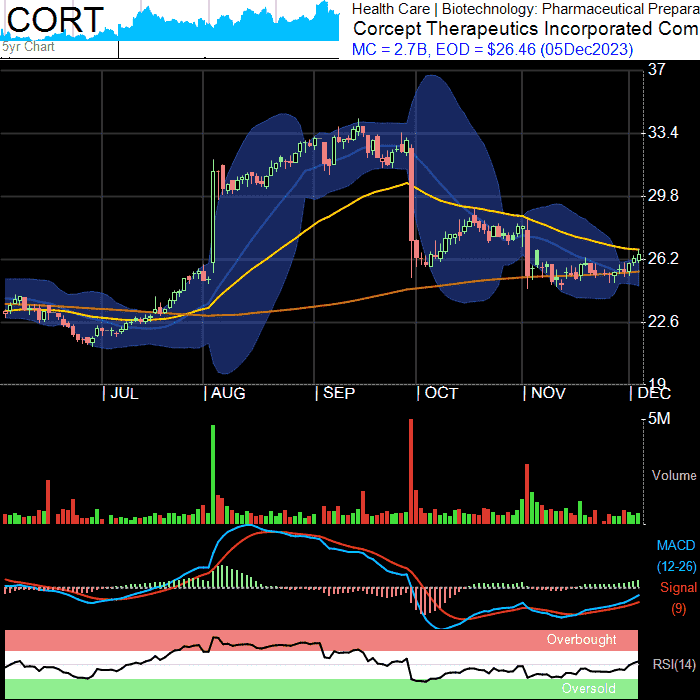 CORT
5yr Chart
Health Care | Biotechnology: Pharmaceutical Prepara
Corcept Therapeutics Incorporated Com
MC = 2.7B, EOD = $26.46 (05Dec2023)
37
33.4
29.8
26.2
22.6
19
| JUL | AUG | SEP | OCT | NOV | DEC
5M
Volume
MACD
(12-26)
Signal
(9)
Overbought
RSI(14)
Oversold